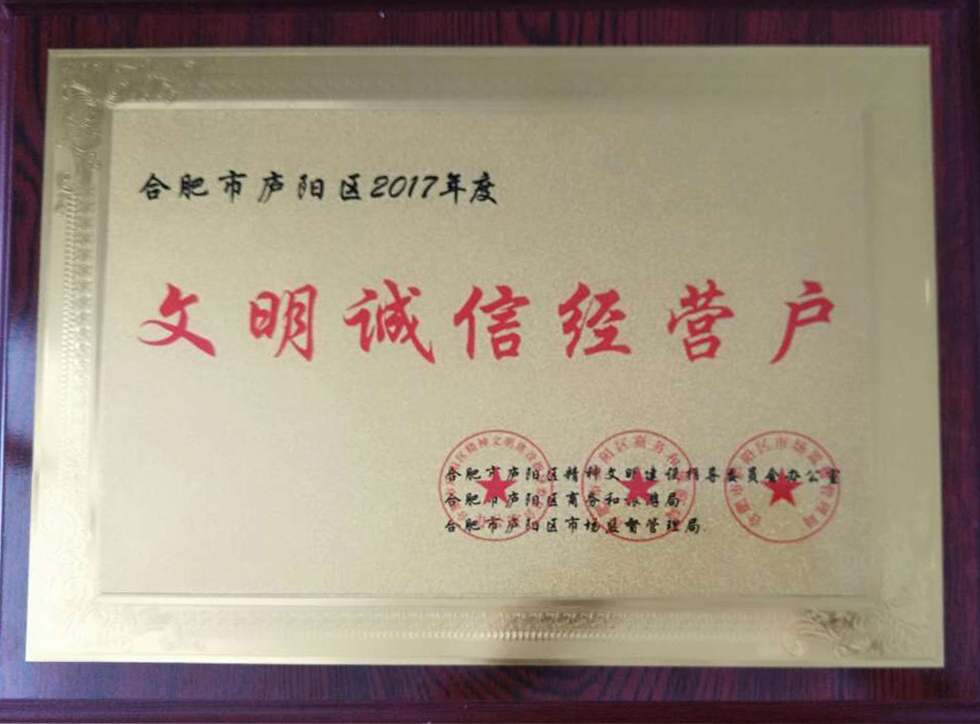 合肥市庐阳区2017年度
文明诚信经营户
合肥市庐阳区精神文明建设指导委员会办公室
合肥市庐阳区商务和旅游局
合肥市庐阳区市场监督管理局